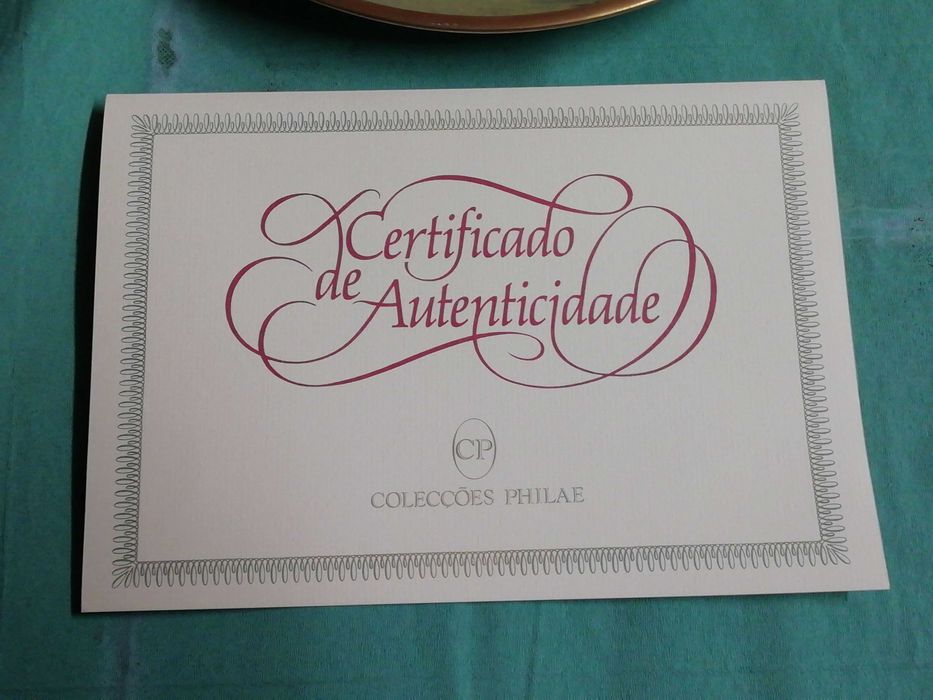 Certificado
de Autenticidade
CP
COLECÇÕES PHILAE